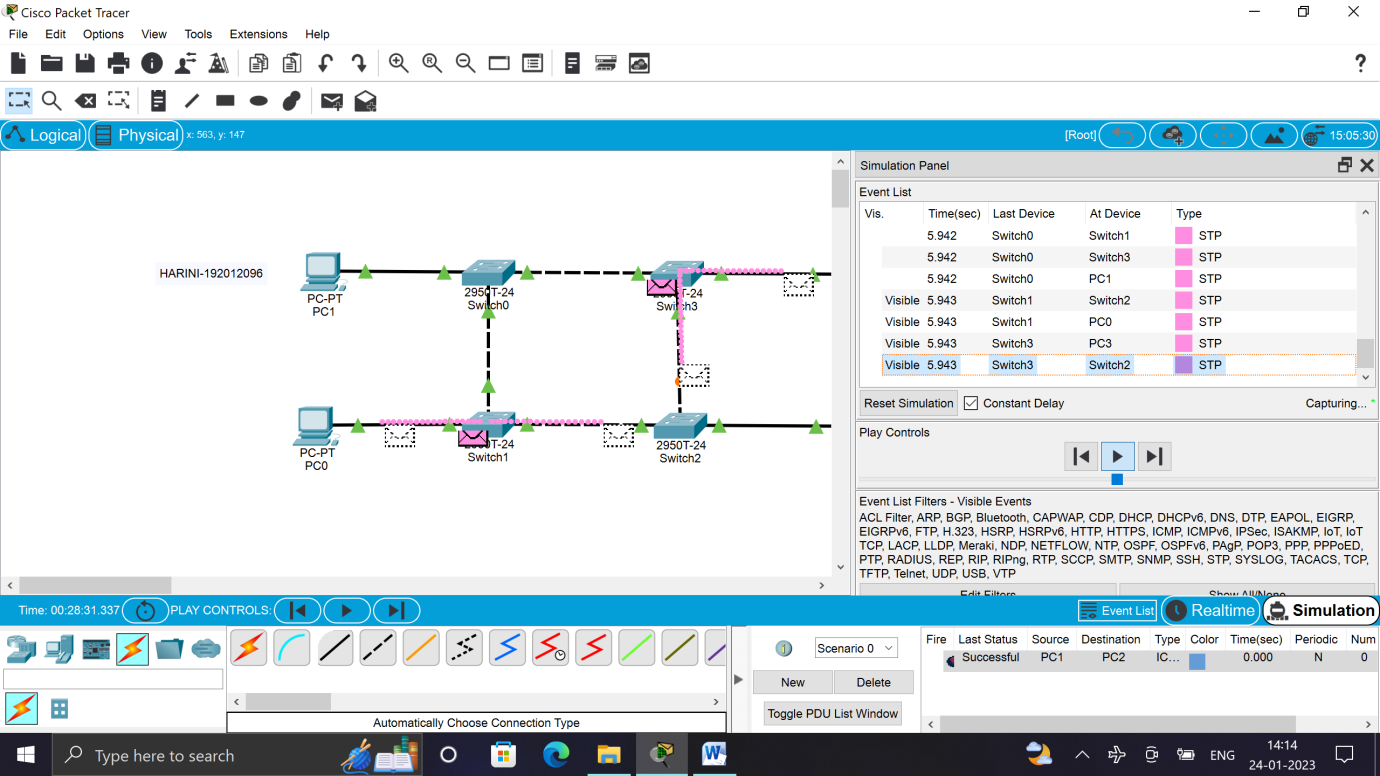 Cisco Packet Tracer
File Edit Options View Tools Extensions Help
Logical Physical x: 563, y: 147 [Root] 15:05:30
HARINI-192012096
PC-PT
PC1
2950T-24
Switch0
T-24
Switch3
PC-PT
PC0
T-24
Switch1
2950T-24
Switch2
Simulation Panel
Event List
Vis. Time(sec) Last Device At Device Type
5.942 Switch0 Switch1 STP
5.942 Switch0 Switch3 STP
5.942 Switch0 PC1 STP
Visible 5.943 Switch1 Switch2 STP
Visible 5.943 Switch1 PC0 STP
Visible 5.943 Switch3 PC3 STP
Visible 5.943 Switch3 Switch2 STP
Reset Simulation Constant Delay Capturing... *
Play Controls
Event List Filters - Visible Events
ACL Filter, ARP, BGP, Bluetooth, CAPWAP, CDP, DHCP, DHCPv6, DNS, DTP, EAPOL, EIGRP,
EIGRPv6, FTP, H.323, HSRP, HSRPv6, HTTP, HTTPS, ICMP, ICMPv6, IPSec, ISAKMP, IoT, IoT
TCP, LACP, LLDP, Meraki, NDP, NETFLOW, NTP, OSPF, OSPFv6, PAgP, POP3, PPP, PPPoED,
PTP, RADIUS, REP, RIP, RIPng, RTP, SCCP, SMTP, SNMP, SSH, STP, SYSLOG, TACACS, TCP,
TFTP, Telnet, UDP, USB, VTP
Edit Filters Show All/None
Time: 00:28:31.337 PLAY CONTROLS: Event List Realtime Simulation
Automatically Choose Connection Type
Scenario 0
New Delete
Toggle PDU List Window
Fire Last Status Source Destination Type Color Time(sec) Periodic Num
Successful PC1 PC2 IC... 0.000 N 0
Type here to search
ENG
14:14
24-01-2023